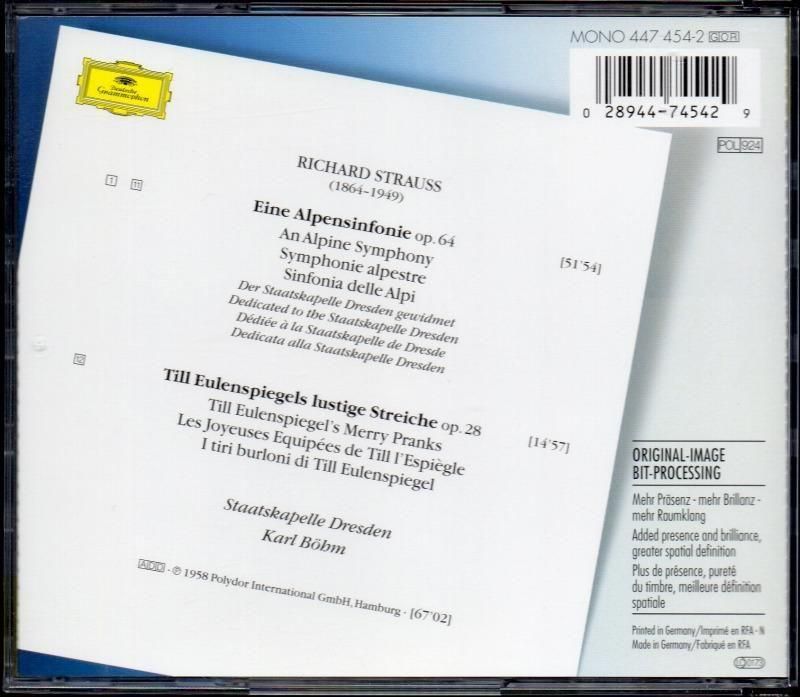 MONO 447 454-2 GOR
0 28944-74542 9
POL 924
Deutsche
Grammophon
RICHARD STRAUSS
(1864–1949)
1 11
Eine Alpensinfonie op. 64
An Alpine Symphony
[51'54]
Symphonie alpestre
Sinfonia delle Alpi
Der Staatskapelle Dresden gewidmet
Dedicated to the Staatskapelle Dresden
Dédiée à la Staatskapelle de Dresde
Dedicata alla Staatskapelle Dresden
12
Till Eulenspiegels lustige Streiche op. 28
Till Eulenspiegel's Merry Pranks
[14'57]
Les Joyeuses Equipées de Till l'Espiègle
I tiri burloni di Till Eulenspiegel
Staatskapelle Dresden
Karl Böhm
ADD · ℗ 1958 Polydor International GmbH, Hamburg · [67'02]
ORIGINAL-IMAGE
BIT-PROCESSING
Mehr Präsenz - mehr Brillanz -
mehr Raumklang
Added presence and brilliance,
greater spatial definition
Plus de présence, pureté
du timbre, meilleure définition
spatiale
Printed in Germany/Imprimé en RFA - N
Made in Germany/Fabriqué en RFA
LC 0173